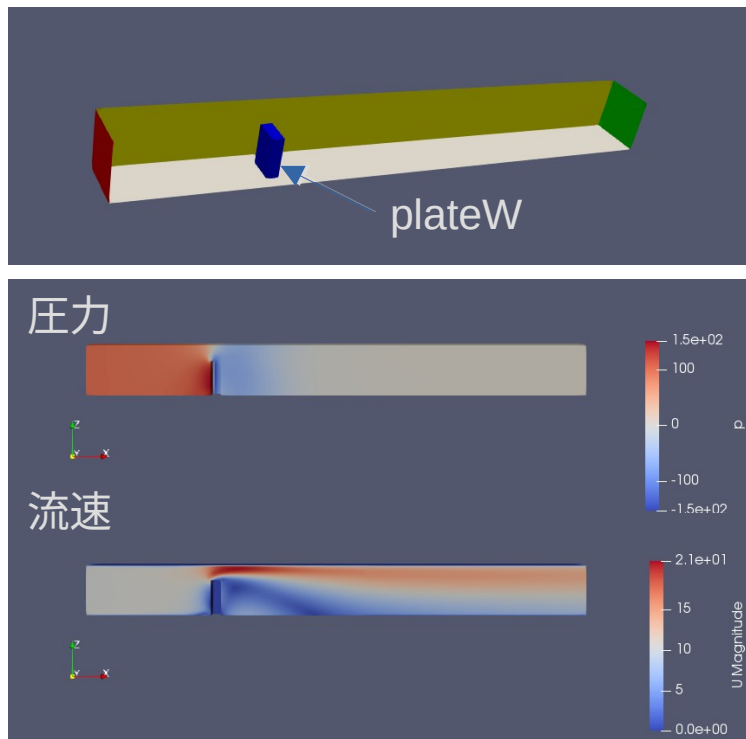 plateW
圧力
1.5e+02
100
0
-100
-1.5e+02
p
Z
Y
X
流速
2.1e+01
15
10
5
0.0e+00
U Magnitude
Z
Y
X